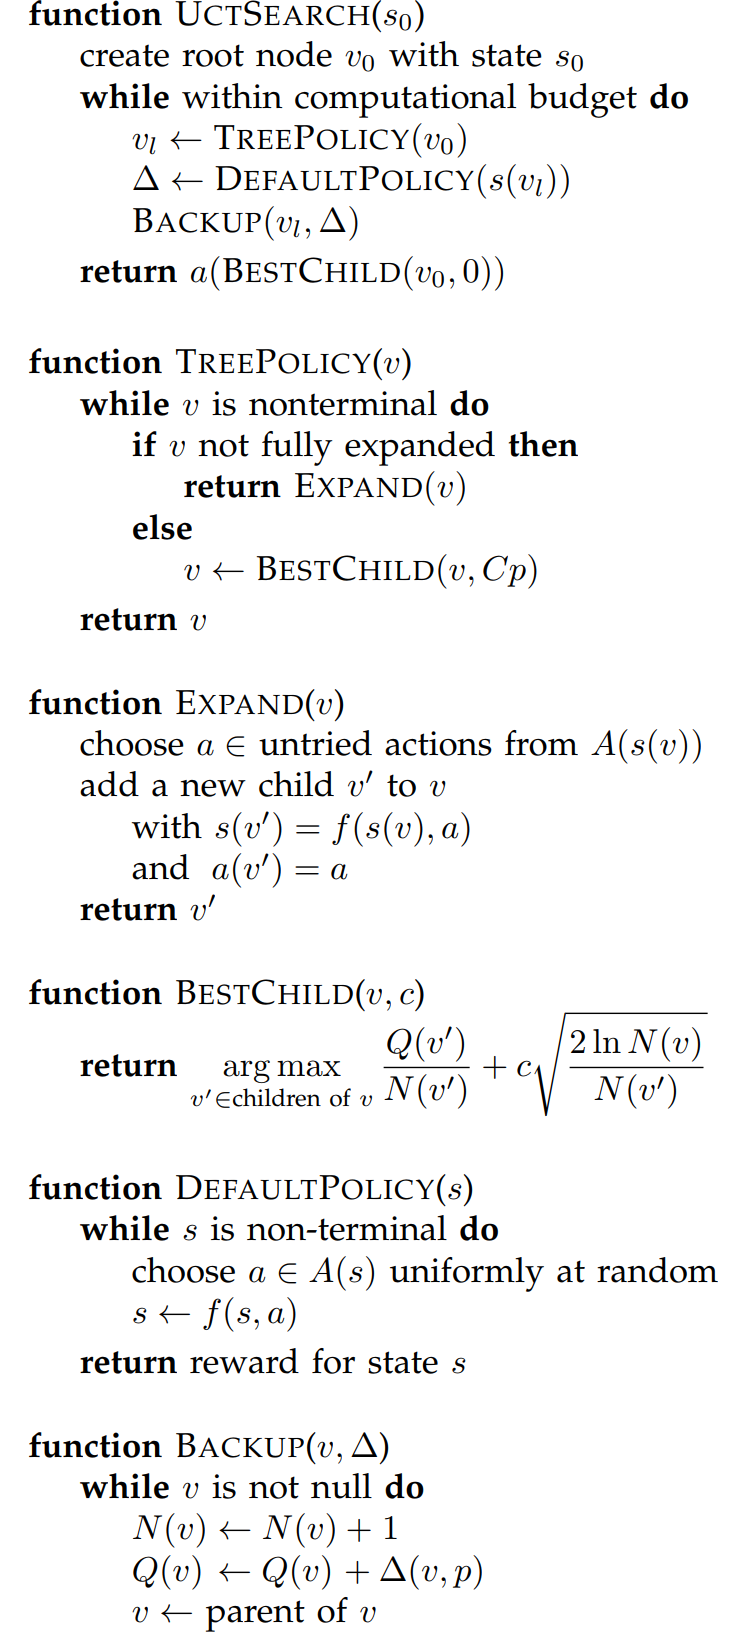 function UCTSEARCH(s₀)
create root node v₀ with state s₀
while within computational budget do
vₗ ← TREEPOLICY(v₀)
Δ ← DEFAULTPOLICY(s(vₗ))
BACKUP(vₗ, Δ)
return a(BESTCHILD(v₀, 0))
function TREEPOLICY(v)
while v is nonterminal do
if v not fully expanded then
return EXPAND(v)
else
v ← BESTCHILD(v, Cp)
return v
function EXPAND(v)
choose a ∈ untried actions from A(s(v))
add a new child v′ to v
with s(v′) = f(s(v), a)
and a(v′) = a
return v′
function BESTCHILD(v, c)
return arg max_{v′∈children of v} Q(v′)/N(v′) + c√(2 ln N(v)/N(v′))
function DEFAULTPOLICY(s)
while s is non-terminal do
choose a ∈ A(s) uniformly at random
s ← f(s, a)
return reward for state s
function BACKUP(v, Δ)
while v is not null do
N(v) ← N(v) + 1
Q(v) ← Q(v) + Δ(v, p)
v ← parent of v